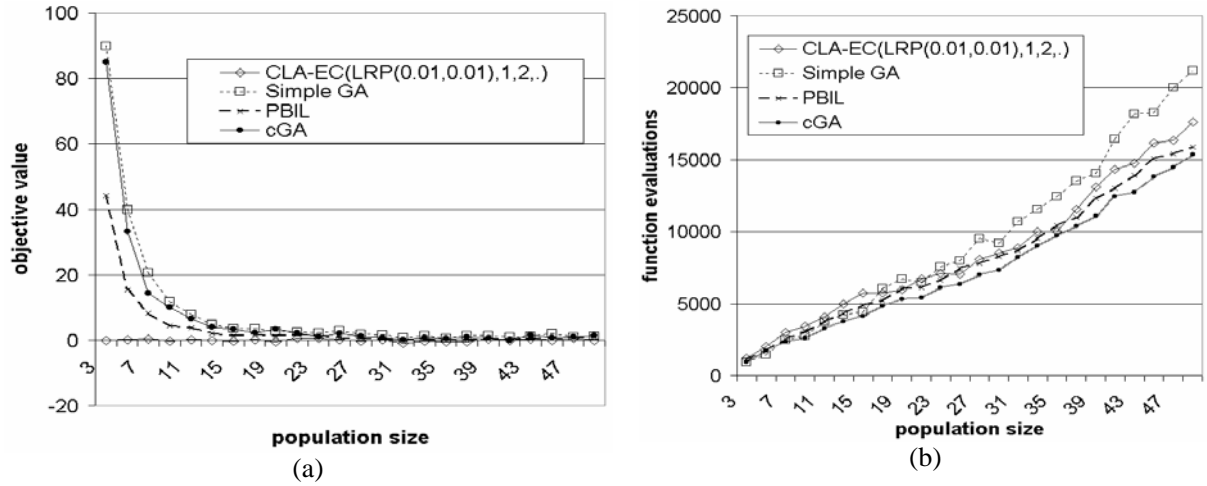 100
80
60
40
20
0
-20
objective value
CLA-EC(LRP(0.01,0.01),1,2,.)
Simple GA
PBIL
cGA
3 7 11 15 19 23 27 31 35 39 43 47
population size
(a)
25000
20000
15000
10000
5000
0
function evaluations
CLA-EC(LRP(0.01,0.01),1,2,.)
Simple GA
PBIL
cGA
3 7 11 15 19 23 27 31 35 39 43 47
population size
(b)